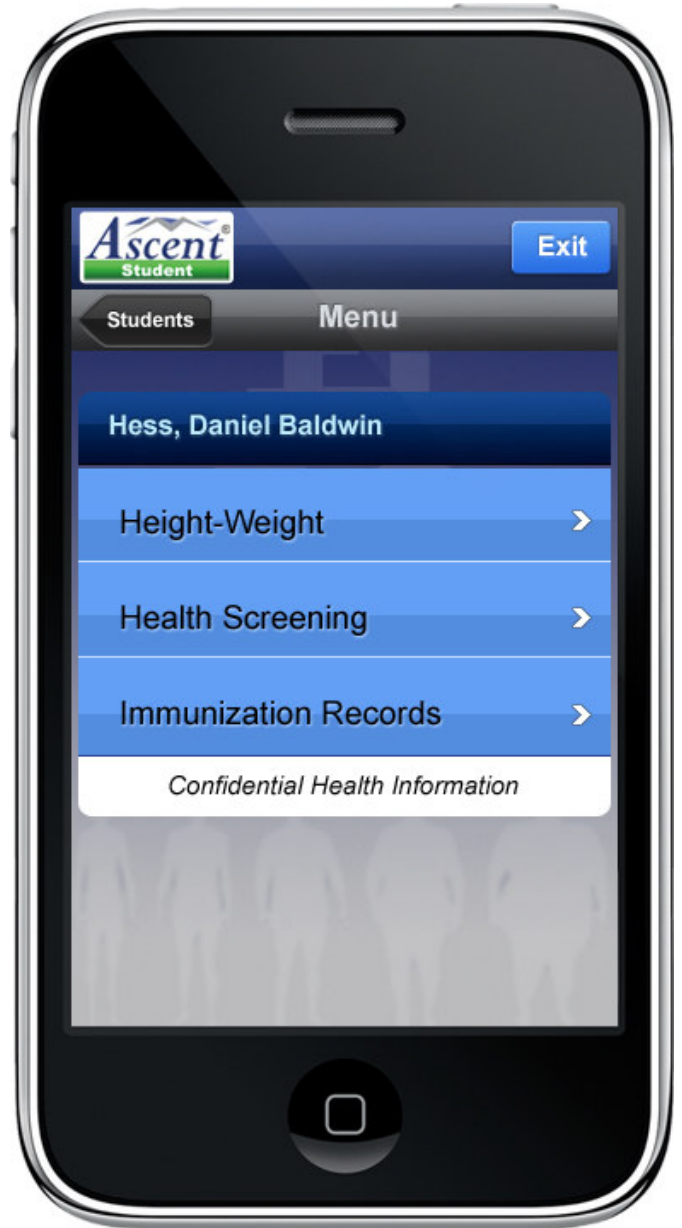 Ascent®
Student
Exit
Students
Menu
Hess, Daniel Baldwin
Height-Weight
Health Screening
Immunization Records
Confidential Health Information